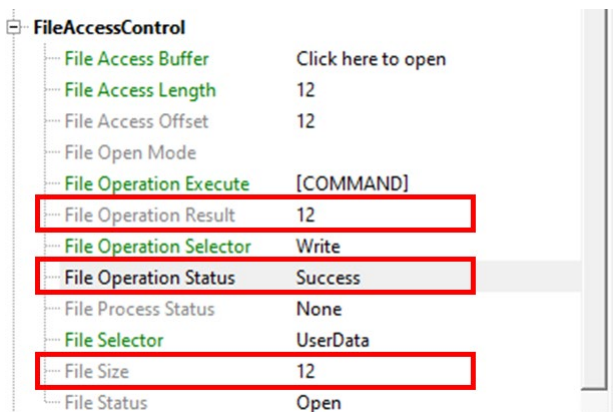 FileAccessControl
File Access Buffer Click here to open
File Access Length 12
File Access Offset 12
File Open Mode
File Operation Execute [COMMAND]
File Operation Result 12
File Operation Selector Write
File Operation Status Success
File Process Status None
File Selector UserData
File Size 12
File Status Open